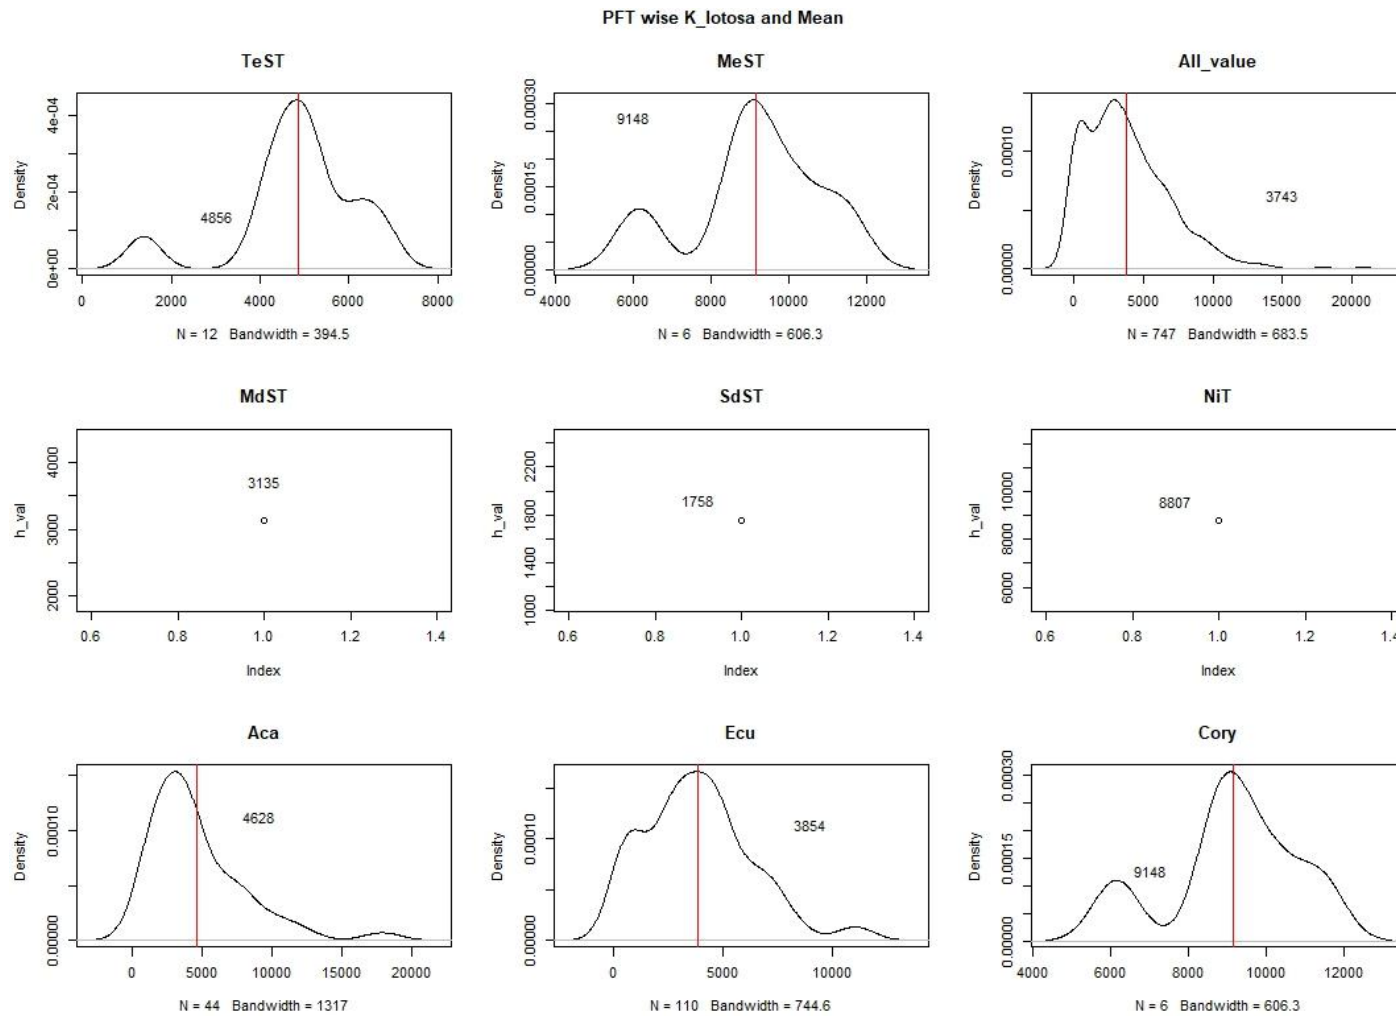 PFT wise K_lotosa and Mean
TeST
Density
0e+00 2e-04 4e-04
4856
0 2000 4000 6000 8000
N = 12 Bandwidth = 394.5
MeST
Density
0.00000 0.00015 0.00030
9148
4000 6000 8000 10000 12000
N = 6 Bandwidth = 606.3
All_value
Density
0.00000 0.00010
3743
0 5000 10000 15000 20000
N = 747 Bandwidth = 683.5
MdST
h_val
2000 3000 4000
3135
0.6 0.8 1.0 1.2 1.4
Index
SdST
h_val
1000 1400 1800 2200
1758
0.6 0.8 1.0 1.2 1.4
Index
NiT
h_val
6000 8000 10000
8807
0.6 0.8 1.0 1.2 1.4
Index
Aca
Density
0.00000 0.00010
4628
0 5000 10000 15000 20000
N = 44 Bandwidth = 1317
Ecu
Density
0.00000 0.00010
3854
0 5000 10000
N = 110 Bandwidth = 744.6
Cory
Density
0.00000 0.00015 0.00030
9148
4000 6000 8000 10000 12000
N = 6 Bandwidth = 606.3